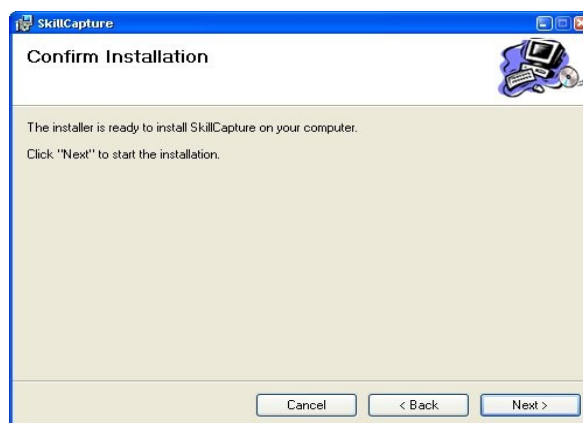 SkillCapture
Confirm Installation
The installer is ready to install SkillCapture on your computer.
Click "Next" to start the installation.
Cancel
< Back
Next >